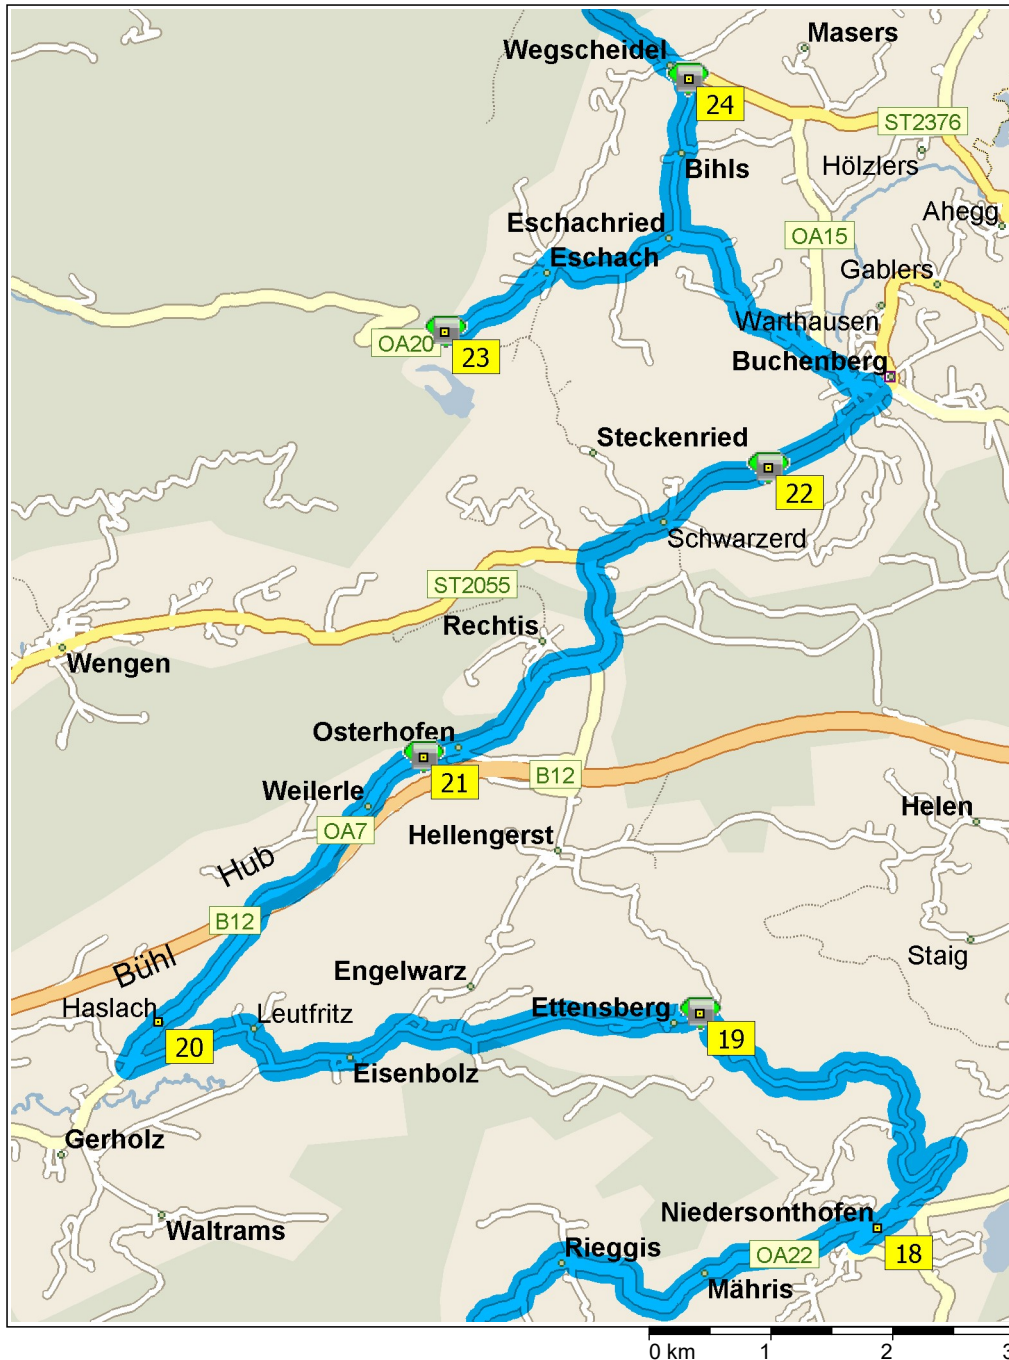 Masers
Wegscheidel
24
ST2376
Hölzlers
Bihls
Ahegg
Eschachried
OA15
Eschach
Gablers
Warthausen
OA20
23
Buchenberg
Steckenried
22
Schwarzerd
ST2055
Rechtis
Wengen
Osterhofen
21
B12
Weilerle
Helen
OA7
Hellengerst
Hub
B12
Staig
Bühl
Engelwarz
Haslach
Leutfritz
Ettensberg
20
19
Eisenbolz
Gerholz
Niedersonthofen
Waltrams
Rieggis
OA22
18
Mähris
0 km 1 2 3